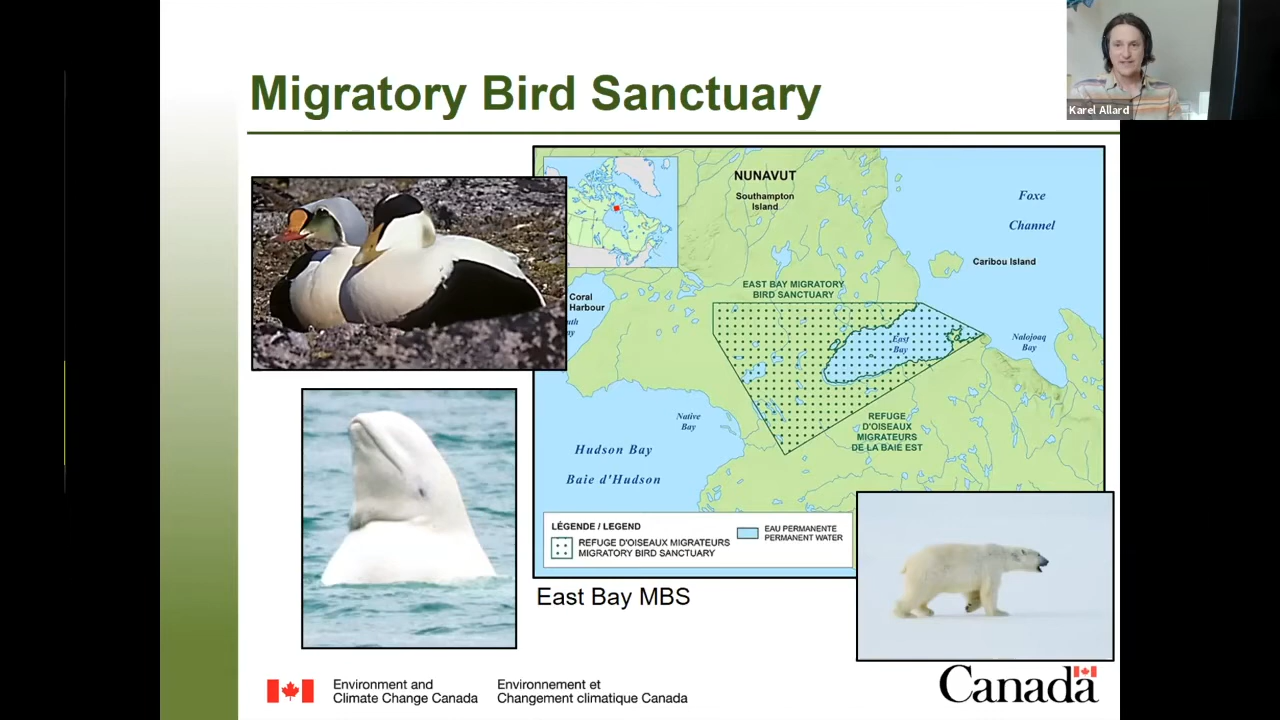 Migratory Bird Sanctuary
Karel Allard
NUNAVUT
Southampton
Island
Foxe
Channel
Caribou Island
EAST BAY MIGRATORY
BIRD SANCTUARY
Coral
Harbour
East
Bay
Nalojoaq
Bay
Native
Bay
REFUGE
D'OISEAUX
MIGRATEURS
DE LA BAIE EST
Hudson Bay
Baie d'Hudson
LÉGENDE / LEGEND
REFUGE D'OISEAUX MIGRATEURS
MIGRATORY BIRD SANCTUARY
EAU PERMANENTE
PERMANENT WATER
East Bay MBS
Environment and
Climate Change Canada
Environnement et
Changement climatique Canada
Canada